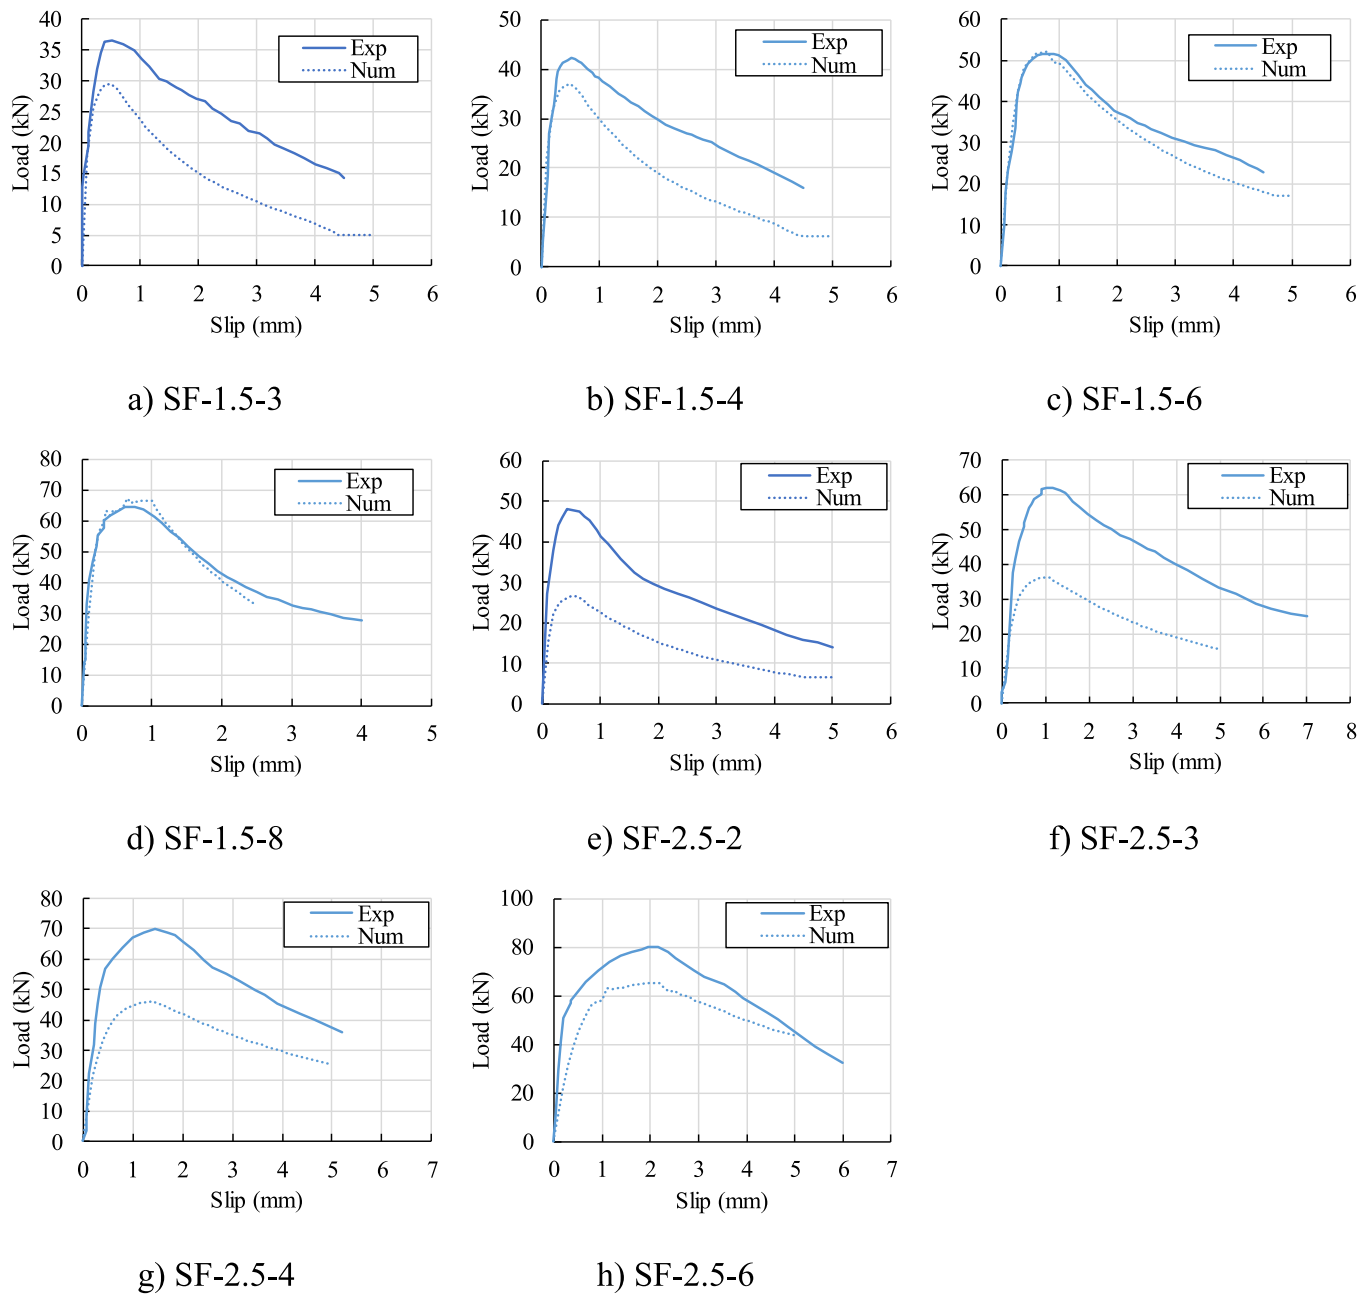 40
35
30
25
20
15
10
5
0
Load (kN)
Exp
Num
0 1 2 3 4 5 6
Slip (mm)
a) SF-1.5-3
50
40
30
20
10
0
Load (kN)
Exp
Num
0 1 2 3 4 5 6
Slip (mm)
b) SF-1.5-4
60
50
40
30
20
10
0
Load (kN)
Exp
Num
0 1 2 3 4 5 6
Slip (mm)
c) SF-1.5-6
80
70
60
50
40
30
20
10
0
Load (kN)
Exp
Num
0 1 2 3 4 5
Slip (mm)
d) SF-1.5-8
60
50
40
30
20
10
0
Load (kN)
Exp
Num
0 1 2 3 4 5 6
Slip (mm)
e) SF-2.5-2
70
60
50
40
30
20
10
0
Load (kN)
Exp
Num
0 1 2 3 4 5 6 7 8
Slip (mm)
f) SF-2.5-3
80
70
60
50
40
30
20
10
0
Load (kN)
Exp
Num
0 1 2 3 4 5 6 7
Slip (mm)
g) SF-2.5-4
100
80
60
40
20
0
Load (kN)
Exp
Num
0 1 2 3 4 5 6 7
Slip (mm)
h) SF-2.5-6